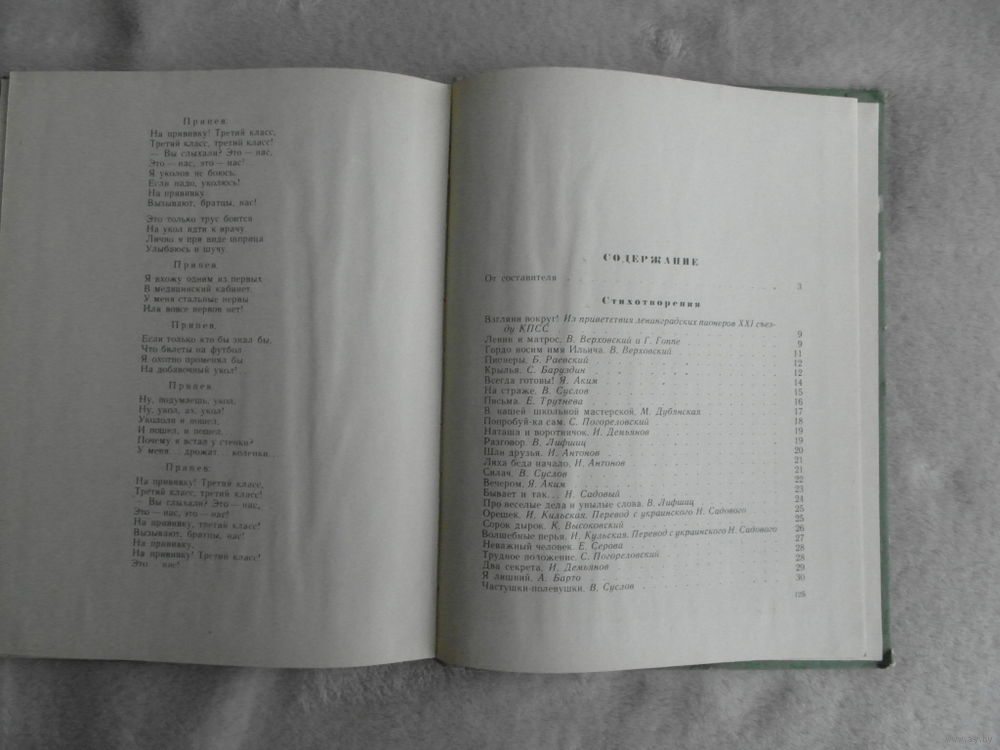 Припев.
На прививку! Третий класс,
Третий класс, третий класс!
— Вы слыхали? Это — нас,
Это — нас, это — нас!
Я уколов не боюсь,
Если надо, уколюсь!
На прививку
Вызывают, братцы, нас!
Это только трус боится
На укол идти к врачу.
Лично я при виде шприца
Улыбаюсь и шучу.
Припев.
Я вхожу одним из первых
В медицинский кабинет.
У меня стальные нервы
Или вовсе нервов нет!
Припев.
Если только кто бы знал бы,
Что билеты на футбол
Я охотно променял бы
На добавочный укол!..
Припев.
Ну, подумаешь, укол,
Ну, укол, ах, укол!
Укололи и пошел,
И пошел, и пошел.
Почему я встал у стенки?
У меня... дрожат... коленки...
Припев:
На прививку! Третий класс,
Третий класс, третий класс!
— Вы слыхали? Это — нас,
Это — нас, это — нас!
На прививку, третий класс!
Вызывают, братцы, нас!
На прививку,
На прививку! Третий класс!
Это — нас!
СОДЕРЖАНИЕ
От составителя 3
Стихотворения
Взгляни вокруг! Из приветствия ленинградских пионеров XXI съез-
ду КПСС 9
Ленин и матрос. В. Верховский и Г. Гоппе 9
Гордо носим имя Ильича. В. Верховский 11
Пионеры. Б. Раевский 12
Крылья. С. Баруздин 12
Всегда готовы! Я. Аким 14
На страже. В. Суслов 15
Письма. Е. Трутнева 16
В нашей школьной мастерской. М. Дубянская 17
Попробуй-ка сам. С. Погореловский 18
Наташа и воротничок. И. Демьянов 19
Разговор. В. Лифшиц 19
Шли друзья. И. Антонов 20
Лиха беда начало. И. Антонов 21
Силач. В. Суслов 21
Вечером. Я. Аким 22
Бывает и так... Н. Садовый 23
Про веселые дела и унылые слова. В. Лифшиц 24
Орешек. И. Кульская. Перевод с украинского Н. Садового 25
Сорок дырок. К. Высоковский 25
Волшебные перья. И. Кульская. Перевод с украинского Н. Садового 26
Неважный человек. Е. Серова 27
Трудное положение. С. Погореловский 28
Два секрета. И. Демьянов 28
Я лишний. А. Барто 29
Частушки-полевушки. В. Суслов 30
125